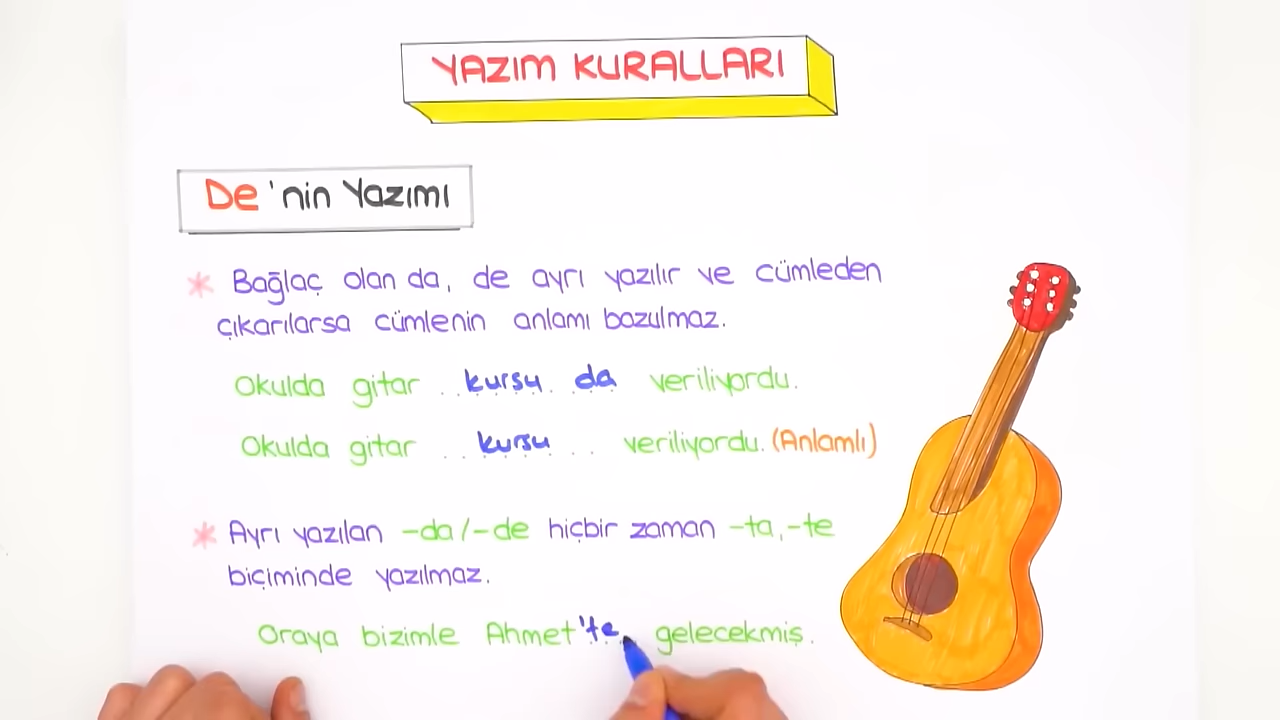 YAZIM KURALLARI
De'nin Yazımı
* Bağlaç olan da, de ayrı yazılır ve cümleden
çıkarılarsa cümlenin anlamı bazulmaz.
Okulda gitar ..kursu.. da veriliyordu.
Okulda gitar ..kursu.. veriliyordu. (Anlamlı)
* Ayrı yazılan -da/-de hiçbir zaman -ta,-te
biçiminde yazılmaz.
Oraya bizimle Ahmet'te.. gelecekmiş.